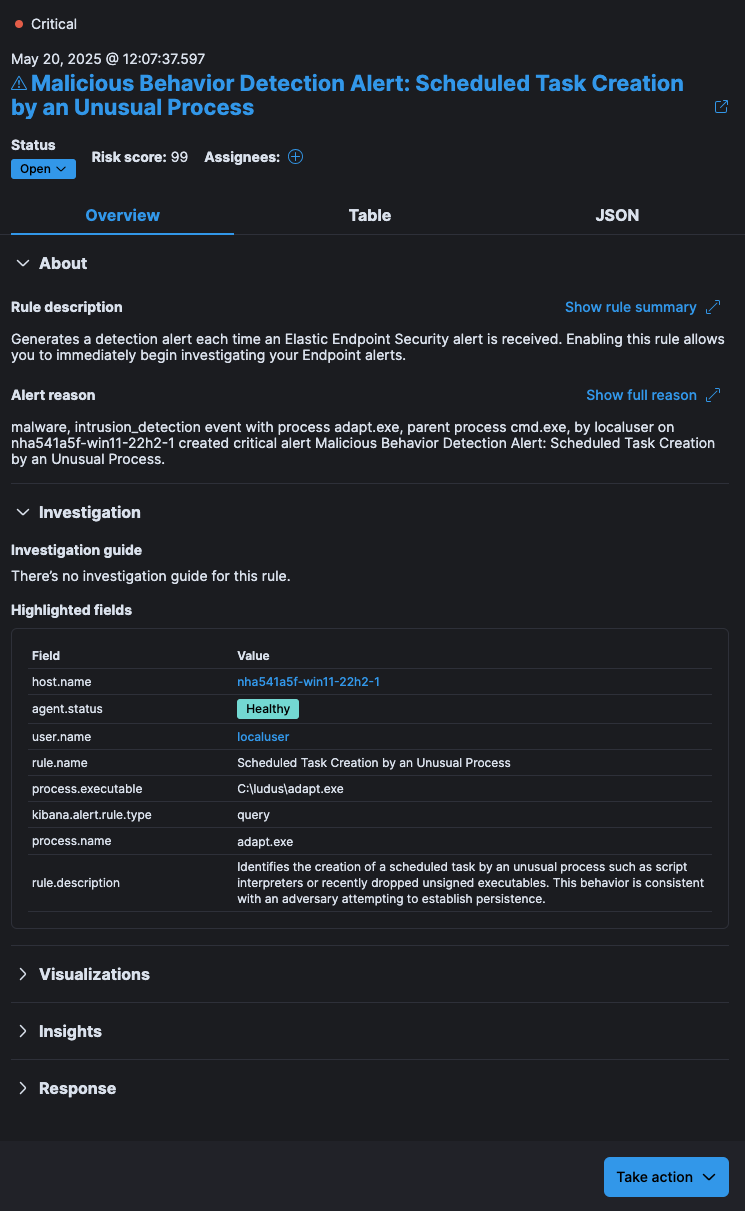 Critical
May 20, 2025 @ 12:07:37.597
Malicious Behavior Detection Alert: Scheduled Task Creation
by an Unusual Process
Status
Open
Risk score: 99
Assignees:
Overview
Table
JSON
About
Rule description
Show rule summary
Generates a detection alert each time an Elastic Endpoint Security alert is received. Enabling this rule allows
you to immediately begin investigating your Endpoint alerts.
Alert reason
Show full reason
malware, intrusion_detection event with process adapt.exe, parent process cmd.exe, by localuser on
nha541a5f-win11-22h2-1 created critical alert Malicious Behavior Detection Alert: Scheduled Task Creation
by an Unusual Process.
Investigation
Investigation guide
There's no investigation guide for this rule.
Highlighted fields
Field Value
host.name nha541a5f-win11-22h2-1
agent.status Healthy
user.name localuser
rule.name Scheduled Task Creation by an Unusual Process
process.executable C:\ludus\adapt.exe
kibana.alert.rule.type query
process.name adapt.exe
rule.description Identifies the creation of a scheduled task by an unusual process such as script
interpreters or recently dropped unsigned executables. This behavior is consistent
with an adversary attempting to establish persistence.
Visualizations
Insights
Response
Take action